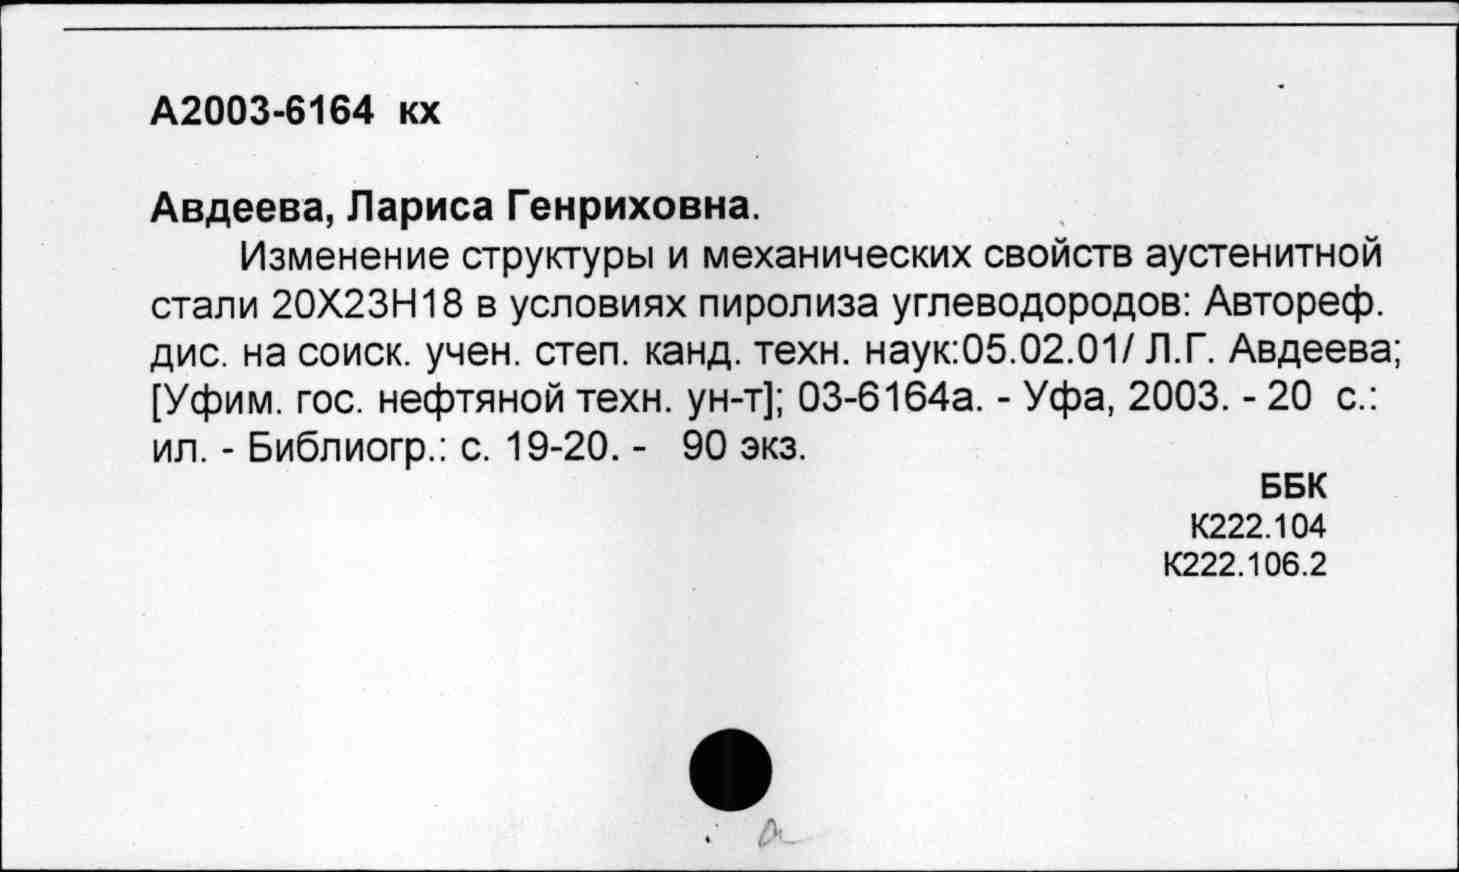 А2003-6164 кх
Авдеева, Лариса Генриховна.
Изменение структуры и механических свойств аустенитной
стали 20Х23Н18 в условиях пиролиза углеводородов: Автореф.
дис. на соиск. учен. степ. канд. техн. наук:05.02.01/ Л.Г. Авдеева;
[Уфим. гос. нефтяной техн. ун-т]; 03-6164а. - Уфа, 2003. - 20 с.:
ил. - Библиогр.: с. 19-20. - 90 экз.
ББК
К222.104
К222.106.2